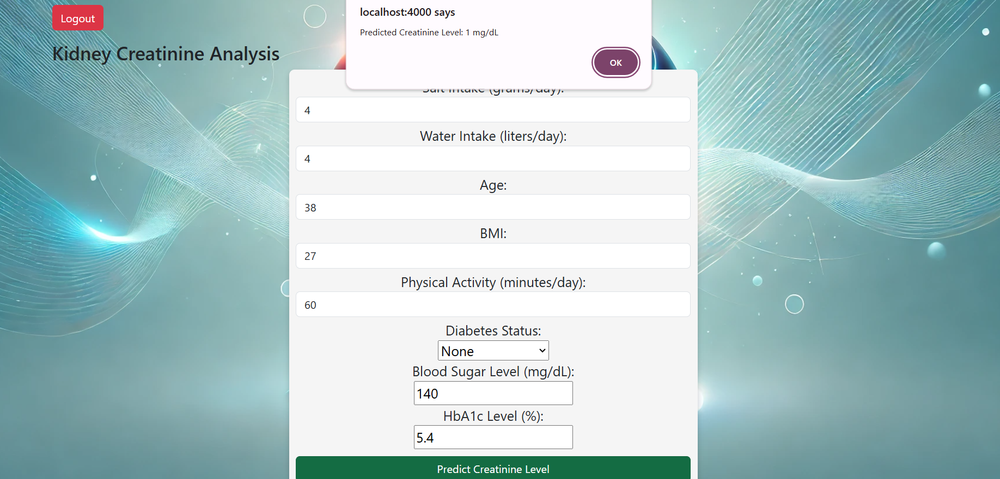 Logout
localhost:4000 says
Predicted Creatinine Level: 1 mg/dL
OK
Kidney Creatinine Analysis
Salt Intake (grams/day):
4
Water Intake (liters/day):
4
Age:
38
BMI:
27
Physical Activity (minutes/day):
60
Diabetes Status:
None
Blood Sugar Level (mg/dL):
140
HbA1c Level (%):
5.4
Predict Creatinine Level